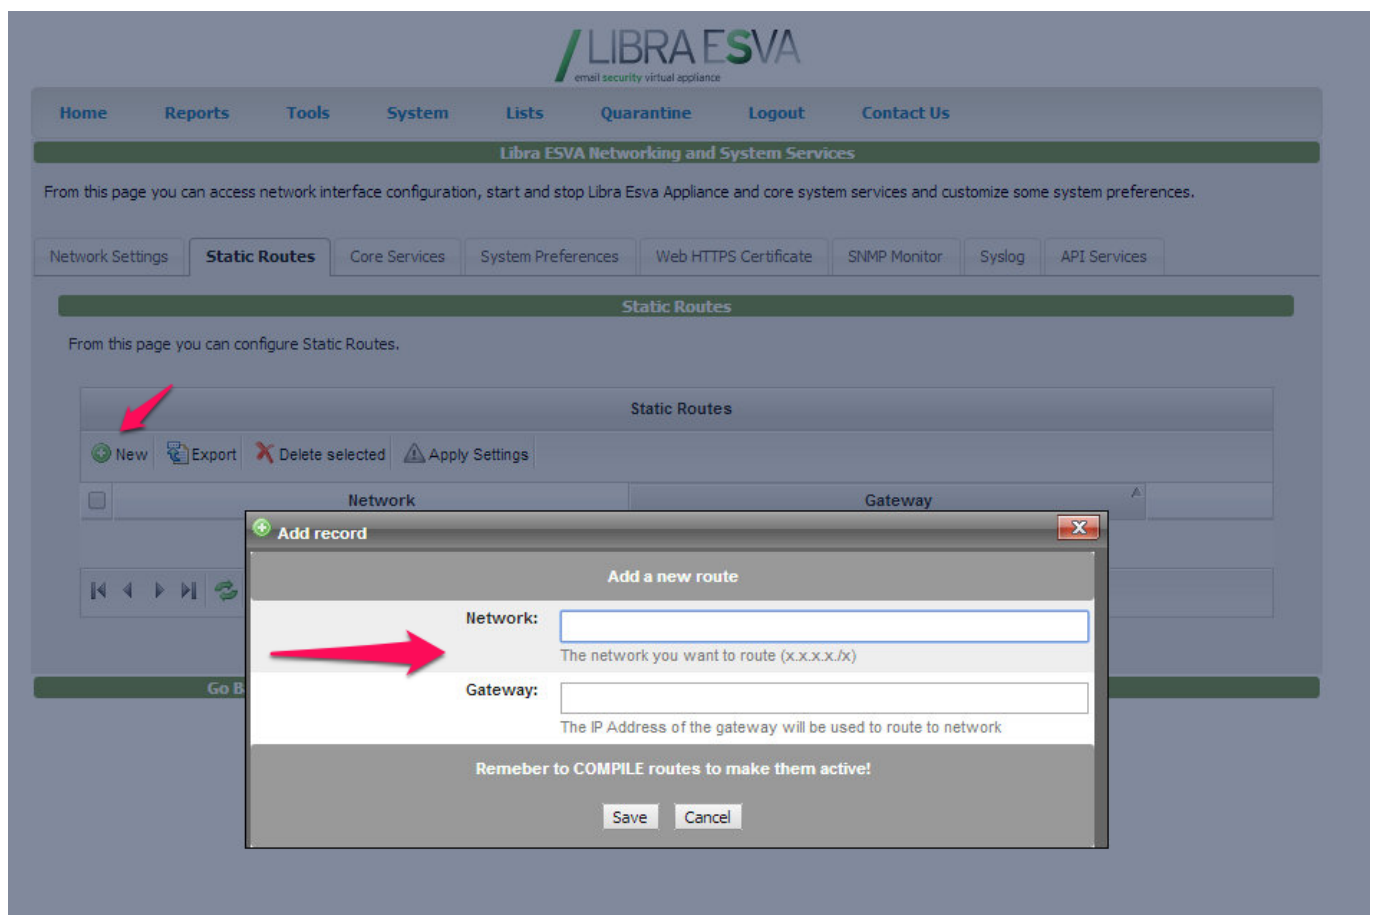 LIBRA ESVA
email security virtual appliance
Home Reports Tools System Lists Quarantine Logout Contact Us
Libra ESVA Networking and System Services
From this page you can access network interface configuration, start and stop Libra Esva Appliance and core system services and customize some system preferences.
Network Settings Static Routes Core Services System Preferences Web HTTPS Certificate SNMP Monitor Syslog API Services
Static Routes
From this page you can configure Static Routes.
Static Routes
New Export Delete selected Apply Settings
Network Gateway
Add record
Add a new route
Network:
The network you want to route (x.x.x.x./x)
Go B
Gateway:
The IP Address of the gateway will be used to route to network
Remeber to COMPILE routes to make them active!
Save Cancel